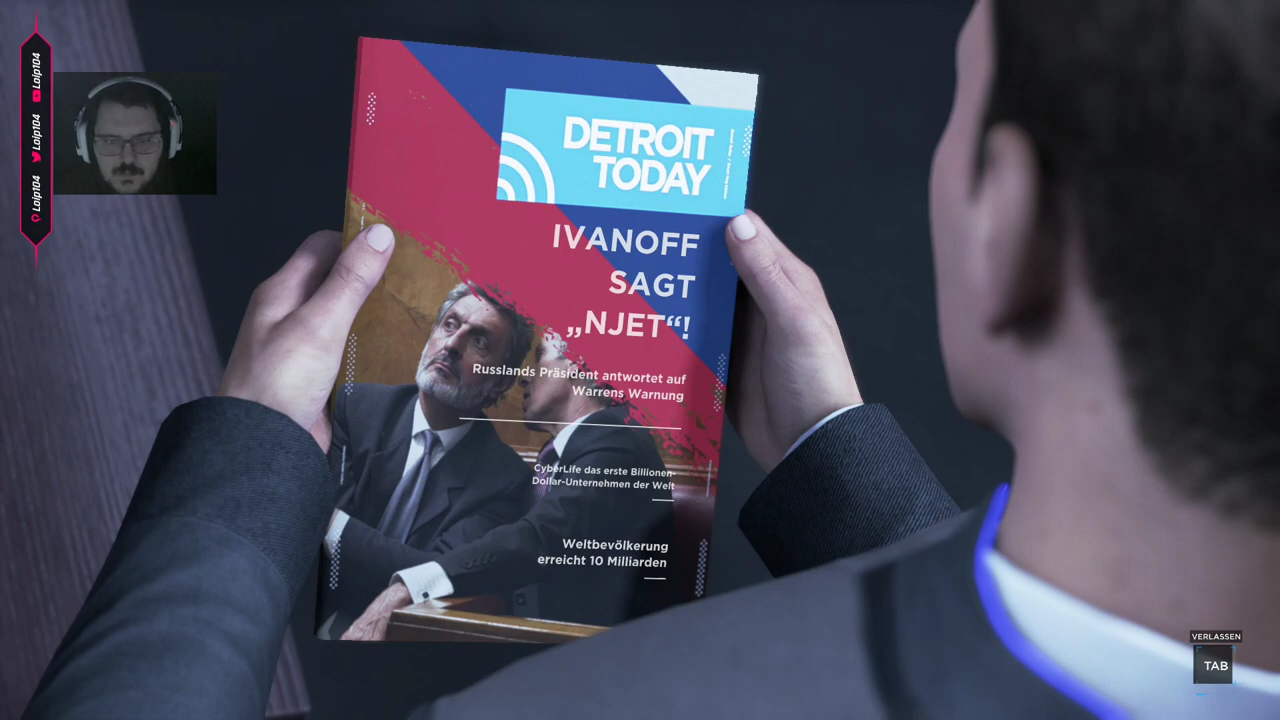 Loip104
Loip104
Loip104
DETROIT
TODAY
IVANOFF
SAGT
„NJET“!
Russlands Präsident antwortet auf
Warrens Warnung
CyberLife das erste Billionen-
Dollar-Unternehmen der Welt
Weltbevölkerung
erreicht 10 Milliarden
VERLASSEN
TAB